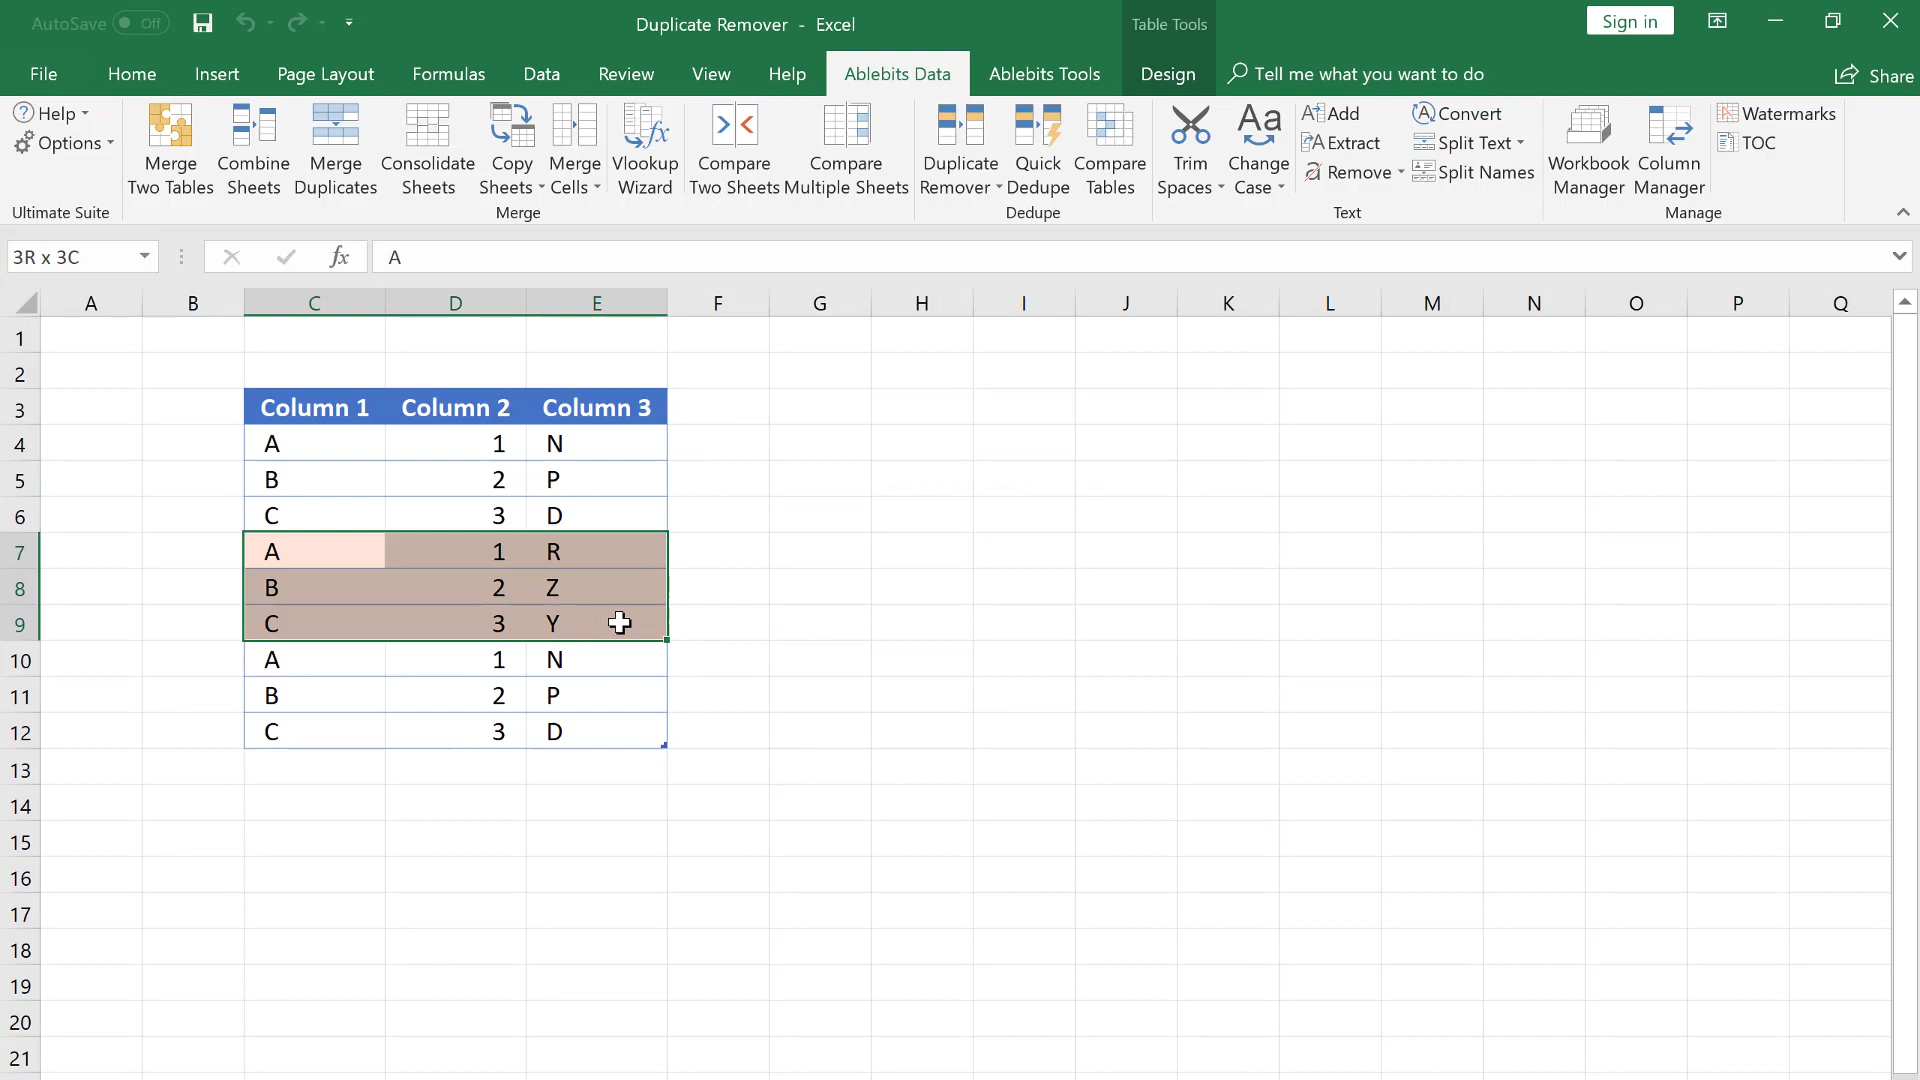 AutoSave Off Duplicate Remover - Excel Table Tools Sign in
File Home Insert Page Layout Formulas Data Review View Help Ablebits Data Ablebits Tools Design Tell me what you want to do Share
Help
Options
Ultimate Suite
Merge Two Tables
Combine Sheets
Merge Duplicates
Consolidate Sheets
Copy Sheets
Merge Cells
Vlookup Wizard
Merge
Compare Two Sheets
Compare Multiple Sheets
Duplicate Remover
Quick Dedupe
Compare Tables
Dedupe
Trim Spaces
Change Case
Add
Extract
Remove
Convert
Split Text
Split Names
Text
Workbook Manager
Column Manager
Watermarks
TOC
Manage
3R x 3C fx A
A B C D E F G H I J K L M N O P Q
1
2
3 Column 1 Column 2 Column 3
4 A 1 N
5 B 2 P
6 C 3 D
7 A 1 R
8 B 2 Z
9 C 3 Y
10 A 1 N
11 B 2 P
12 C 3 D
13
14
15
16
17
18
19
20
21